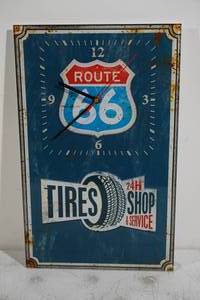 12
ROUTE
9
66
3
6
TIRES
24H
SHOP
& SERVICE